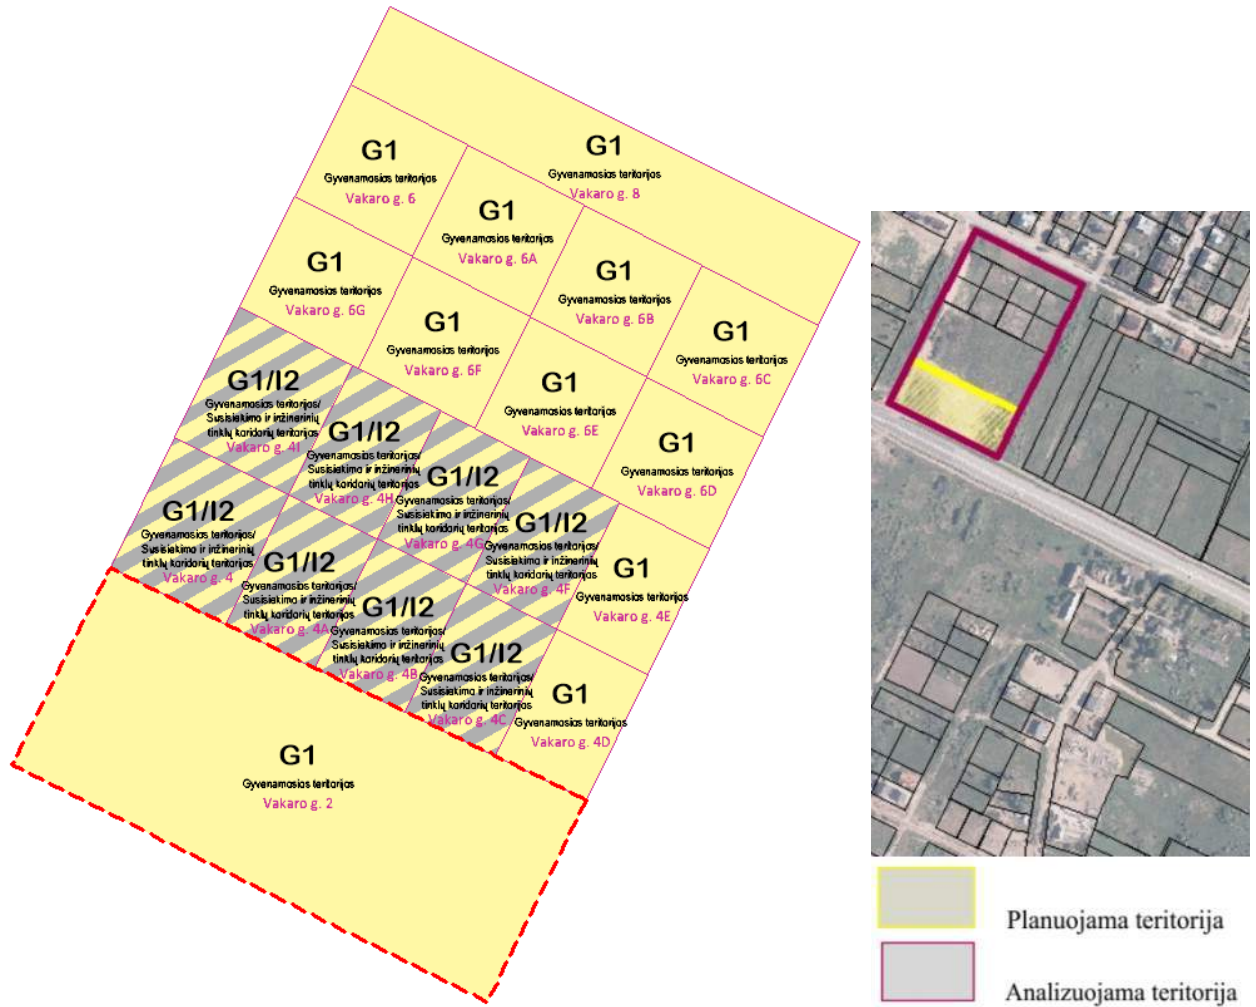 G1
Gyvenamosios teritorijos
Vakaro g. 8
G1
Gyvenamosios teritorijos
Vakaro g. 6
G1
Gyvenamosios teritorijos
Vakaro g. 6A
G1
Gyvenamosios teritorijos
Vakaro g. 6B
G1
Gyvenamosios teritorijos
Vakaro g. 6C
G1
Gyvenamosios teritorijos
Vakaro g. 6G
G1
Gyvenamosios teritorijos
Vakaro g. 6F
G1
Gyvenamosios teritorijos
Vakaro g. 6E
G1
Gyvenamosios teritorijos
Vakaro g. 6D
G1/I2
Gyvenamosios teritorijos/
Susisiekimo ir inžinerinių
tinklų koridorių teritorijos
Vakaro g. 4I
G1/I2
Gyvenamosios teritorijos/
Susisiekimo ir inžinerinių
tinklų koridorių teritorijos
Vakaro g. 4H
G1/I2
Gyvenamosios teritorijos/
Susisiekimo ir inžinerinių
tinklų koridorių teritorijos
Vakaro g. 4G
G1/I2
Gyvenamosios teritorijos/
Susisiekimo ir inžinerinių
tinklų koridorių teritorijos
Vakaro g. 4F
G1
Gyvenamosios teritorijos
Vakaro g. 4E
G1/I2
Gyvenamosios teritorijos/
Susisiekimo ir inžinerinių
tinklų koridorių teritorijos
Vakaro g. 4
G1/I2
Gyvenamosios teritorijos/
Susisiekimo ir inžinerinių
tinklų koridorių teritorijos
Vakaro g. 4A
G1/I2
Gyvenamosios teritorijos/
Susisiekimo ir inžinerinių
tinklų koridorių teritorijos
Vakaro g. 4B
G1/I2
Gyvenamosios teritorijos/
Susisiekimo ir inžinerinių
tinklų koridorių teritorijos
Vakaro g. 4C
G1
Gyvenamosios teritorijos
Vakaro g. 4D
G1
Gyvenamosios teritorijos
Vakaro g. 2
Planuojama teritorija
Analizuojama teritorija